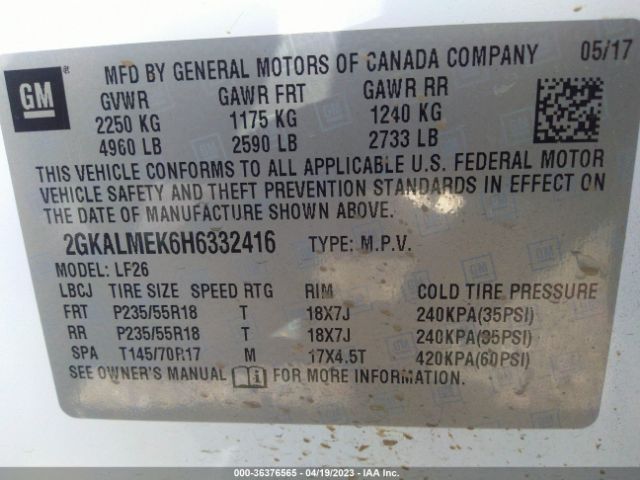 GM ®
MFD BY GENERAL MOTORS OF CANADA COMPANY 05/17
GVWR GAWR FRT GAWR RR
2250 KG 1175 KG 1240 KG
4960 LB 2590 LB 2733 LB
THIS VEHICLE CONFORMS TO ALL APPLICABLE U.S. FEDERAL MOTOR
VEHICLE SAFETY AND THEFT PREVENTION STANDARDS IN EFFECT ON
THE DATE OF MANUFACTURE SHOWN ABOVE.
2GKALMEK6H6332416 TYPE: M.P.V.
MODEL: LF26
LBCJ TIRE SIZE SPEED RTG RIM COLD TIRE PRESSURE
FRT P235/55R18 T 18X7J 240KPA(35PSI)
RR P235/55R18 T 18X7J 240KPA(35PSI)
SPA T145/70R17 M 17X4.5T 420KPA(60PSI)
SEE OWNER'S MANUAL FOR MORE INFORMATION.
000-36376565 - 04/19/2023 - IAA Inc.